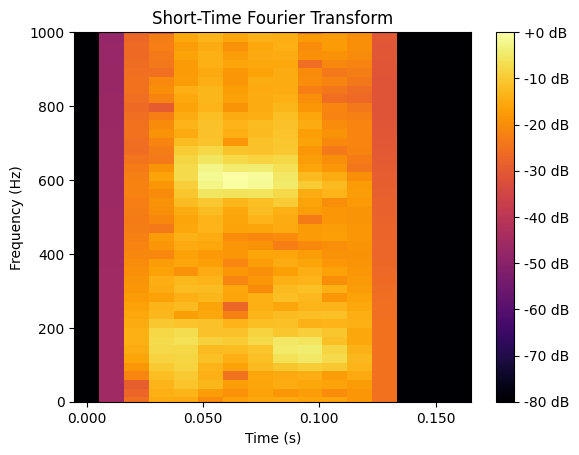 Short-Time Fourier Transform
Frequency (Hz)
1000
800
600
400
200
0
0.000 0.050 0.100 0.150
Time (s)
+0 dB
-10 dB
-20 dB
-30 dB
-40 dB
-50 dB
-60 dB
-70 dB
-80 dB